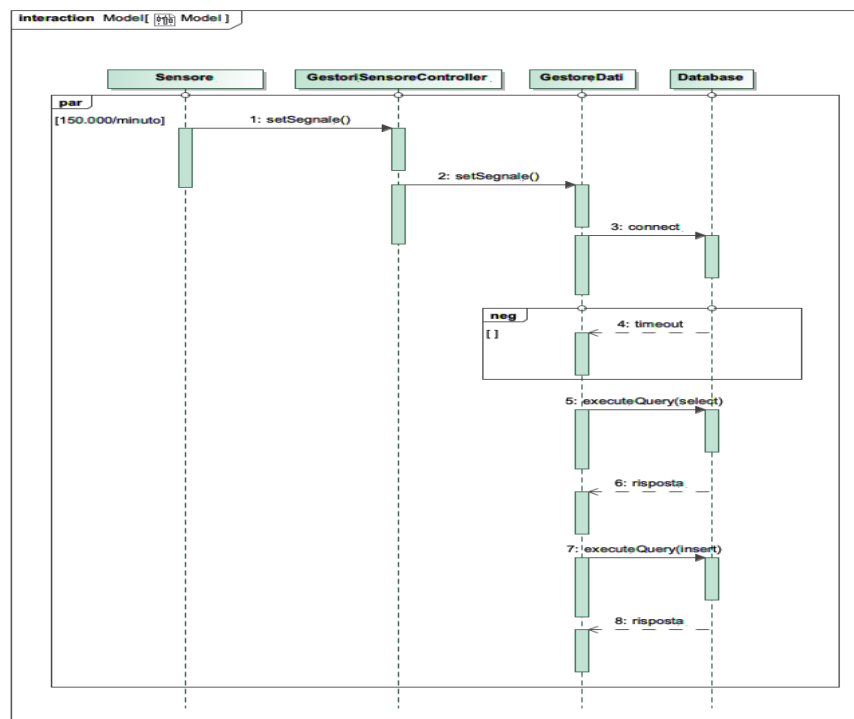 interaction Model[ Model ]
Sensore
GestoriSensoreController
GestoreDati
Database
par
[150.000/minuto]
1: setSegnale()
2: setSegnale()
3: connect
neg
[ ]
4: timeout
5: executeQuery(select)
6: risposta
7: executeQuery(insert)
8: risposta